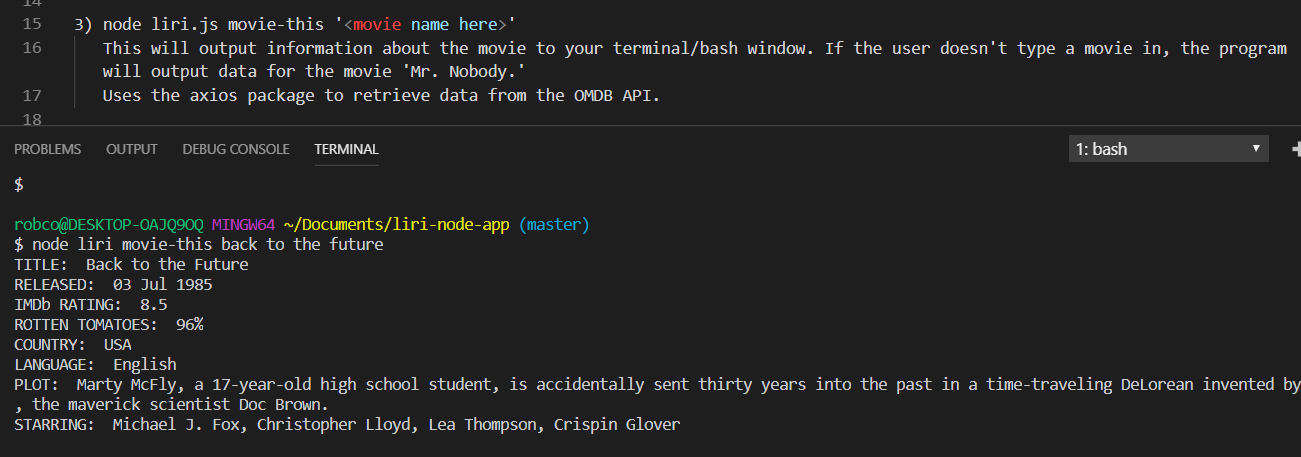 14
15 3) node liri.js movie-this '<movie name here>'
16 This will output information about the movie to your terminal/bash window. If the user doesn't type a movie in, the program
will output data for the movie 'Mr. Nobody.'
17 Uses the axios package to retrieve data from the OMDB API.
18
PROBLEMS OUTPUT DEBUG CONSOLE TERMINAL 1: bash
$
robco@DESKTOP-OAJQ9OQ MINGW64 ~/Documents/liri-node-app (master)
$ node liri movie-this back to the future
TITLE:  Back to the Future
RELEASED:  03 Jul 1985
IMDb RATING:  8.5
ROTTEN TOMATOES:  96%
COUNTRY:  USA
LANGUAGE:  English
PLOT:  Marty McFly, a 17-year-old high school student, is accidentally sent thirty years into the past in a time-traveling DeLorean invented by
, the maverick scientist Doc Brown.
STARRING:  Michael J. Fox, Christopher Lloyd, Lea Thompson, Crispin Glover